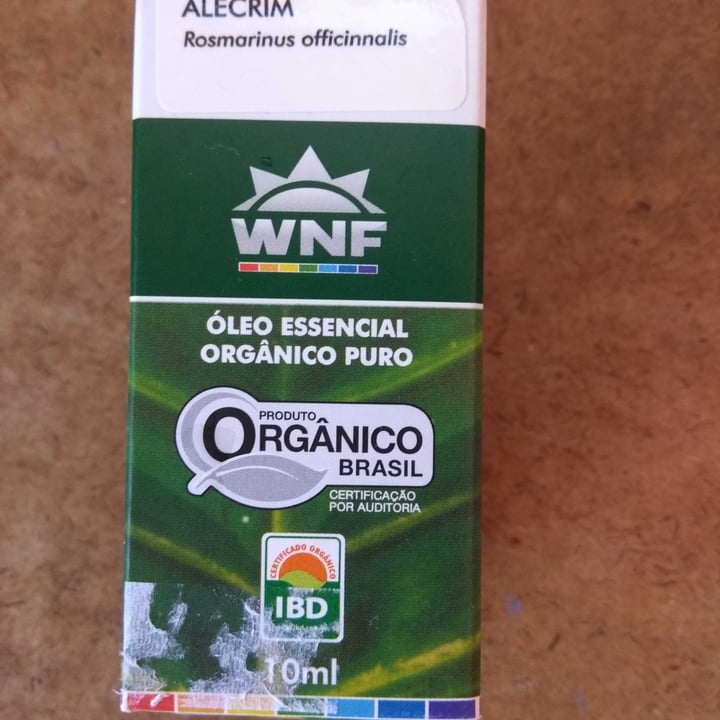 ALECRIM
Rosmarinus officinnalis
WNF
ÓLEO ESSENCIAL
ORGÂNICO PURO
PRODUTO
ORGÂNICO
BRASIL
CERTIFICAÇÃO
POR AUDITORIA
CERTIFICADO ORGÂNICO
IBD
10ml